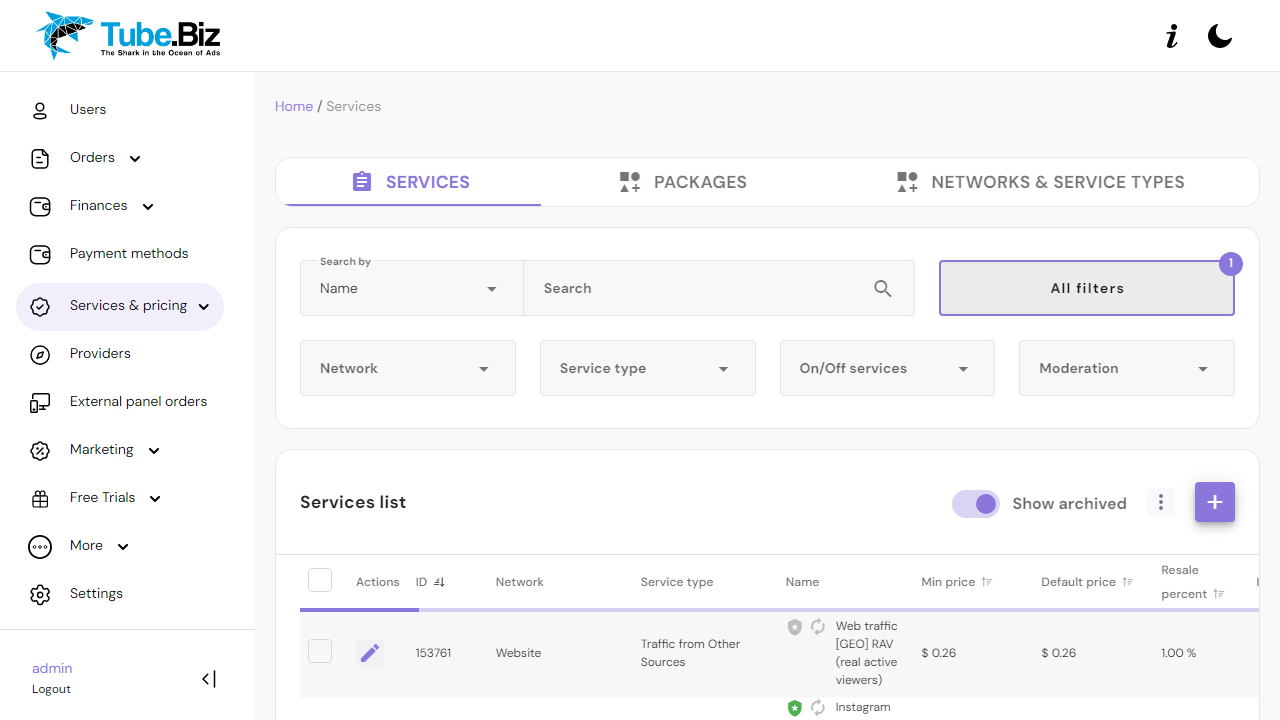 Tube.Biz
The Shark in the Ocean of Ads
Users
Orders
Finances
Payment methods
Services & pricing
Providers
External panel orders
Marketing
Free Trials
More
Settings
admin
Logout
Home / Services
SERVICES
PACKAGES
NETWORKS & SERVICE TYPES
Search by
Name
Search
All filters
1
Network
Service type
On/Off services
Moderation
Services list
Show archived
Actions
ID
Network
Service type
Name
Min price
Default price
Resale
percent
153761
Website
Traffic from Other
Sources
Web traffic
[GEO] RAV
(real active
viewers)
$ 0.26
$ 0.26
1.00 %
Instagram